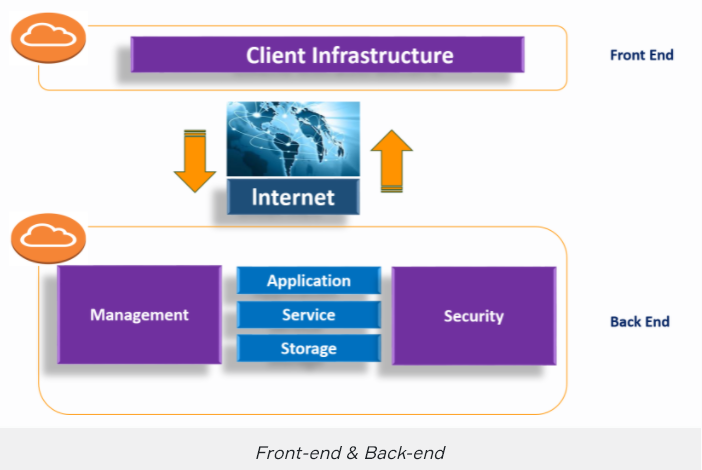 Client Infrastructure
Front End
Internet
Management
Application
Service
Storage
Security
Back End
Front-end & Back-end